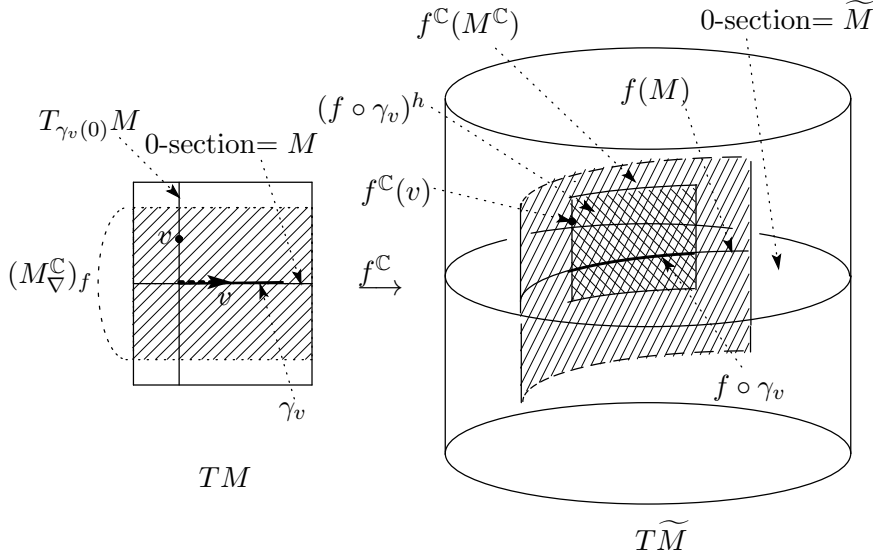 $f^{\mathbb{C}}(M^{\mathbb{C}})$
0-section= $\widetilde{M}$
$(f \circ \gamma_v)^h$
$f(M)$
$T_{\gamma_v(0)}M$
0-section= $M$
$f^{\mathbb{C}}(v)$
$v$
$(M^{\mathbb{C}}_{\nabla})_f$
$f^{\mathbb{C}}$
$v$
$f \circ \gamma_v$
$\gamma_v$
$TM$
$T\widetilde{M}$